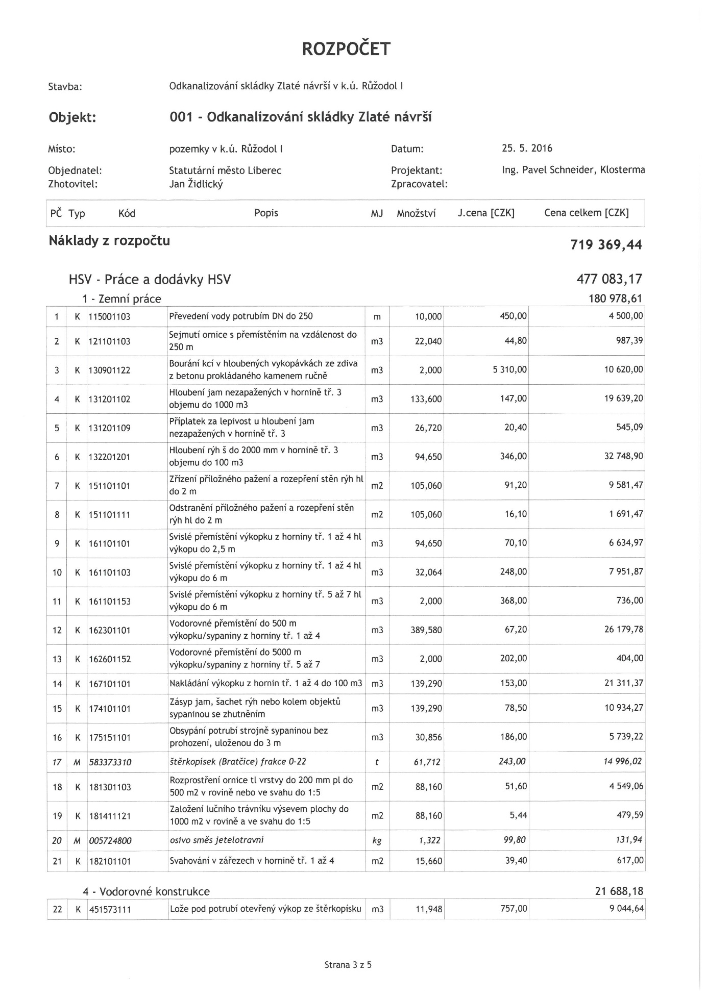 ROZPOČET
Stavba: Odkanalizování skládky Zlaté návrší v k.ú. Růžodol I
Objekt: 001 - Odkanalizování skládky Zlaté návrší
Místo: pozemky v k.ú. Růžodol I Datum: 25. 5. 2016
Objednatel: Statutární město Liberec Projektant: Ing. Pavel Schneider, Klosterma
Zhotovitel: Jan Židlický Zpracovatel:
PČ Typ Kód Popis MJ Množství J.cena [CZK] Cena celkem [CZK]
Náklady z rozpočtu 719 369,44
HSV - Práce a dodávky HSV 477 083,17
1 - Zemní práce 180 978,61
1 K 115001103 Převedení vody potrubím DN do 250 m 10,000 450,00 4 500,00
2 K 121101103 Sejmutí ornice s přemístěním na vzdálenost do
250 m m3 22,040 44,80 987,39
3 K 130901122 Bourání kcí v hloubených vykopávkách ze zdiva
z betonu prokládaného kamenem ručně m3 2,000 5 310,00 10 620,00
4 K 131201102 Hloubení jam nezapažených v hornině tř. 3
objemu do 1000 m3 m3 133,600 147,00 19 639,20
5 K 131201109 Příplatek za lepivost u hloubení jam
nezapažených v hornině tř. 3 m3 26,720 20,40 545,09
6 K 132201201 Hloubení rýh š do 2000 mm v hornině tř. 3
objemu do 100 m3 m3 94,650 346,00 32 748,90
7 K 151101101 Zřízení příložného pažení a rozepření stěn rýh hl
do 2 m m2 105,060 91,20 9 581,47
8 K 151101111 Odstranění příložného pažení a rozepření stěn
rýh hl do 2 m m2 105,060 16,10 1 691,47
9 K 161101101 Svislé přemístění výkopku z horniny tř. 1 až 4 hl
výkopu do 2,5 m m3 94,650 70,10 6 634,97
10 K 161101103 Svislé přemístění výkopku z horniny tř. 1 až 4 hl
výkopu do 6 m m3 32,064 248,00 7 951,87
11 K 161101153 Svislé přemístění výkopku z horniny tř. 5 až 7 hl
výkopu do 6 m m3 2,000 368,00 736,00
12 K 162301101 Vodorovné přemístění do 500 m
výkopku/sypaniny z horniny tř. 1 až 4 m3 389,580 67,20 26 179,78
13 K 162601152 Vodorovné přemístění do 5000 m
výkopku/sypaniny z horniny tř. 5 až 7 m3 2,000 202,00 404,00
14 K 167101101 Nakládání výkopku z hornin tř. 1 až 4 do 100 m3 m3 139,290 153,00 21 311,37
15 K 174101101 Zásyp jam, šachet rýh nebo kolem objektů
sypaninou se zhutněním m3 139,290 78,50 10 934,27
16 K 175151101 Obsypání potrubí strojně sypaninou bez
prohození, uloženou do 3 m m3 30,856 186,00 5 739,22
17 M 583373310 štěrkopísek (Bratčice) frakce 0-22 t 61,712 243,00 14 996,02
18 K 181301103 Rozprostření ornice tl vrstvy do 200 mm pl do
500 m2 v rovině nebo ve svahu do 1:5 m2 88,160 51,60 4 549,06
19 K 181411121 Založení lučního trávníku výsevem plochy do
1000 m2 v rovině a ve svahu do 1:5 m2 88,160 5,44 479,59
20 M 005724800 osivo směs jetelotravní kg 1,322 99,80 131,94
21 K 182101101 Svahování v zářezech v hornině tř. 1 až 4 m2 15,660 39,40 617,00
4 - Vodorovné konstrukce 21 688,18
22 K 451573111 Lože pod potrubí otevřený výkop ze štěrkopísku m3 11,948 757,00 9 044,64
Strana 3 z 5